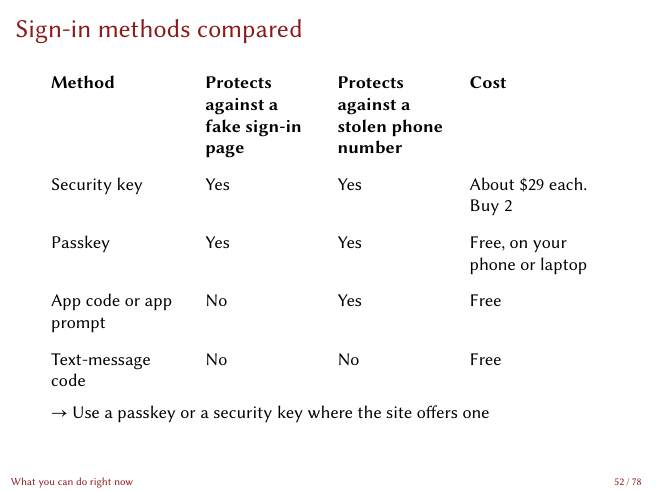 Sign-in methods compared
Method
Protects
against a
fake sign-in
page
Protects
against a
stolen phone
number
Cost
Security key
Yes
Yes
About $29 each.
Buy 2
Passkey
Yes
Yes
Free, on your
phone or laptop
App code or app
prompt
No
Yes
Free
Text-message
code
No
No
Free
→ Use a passkey or a security key where the site offers one
What you can do right now
52 / 78